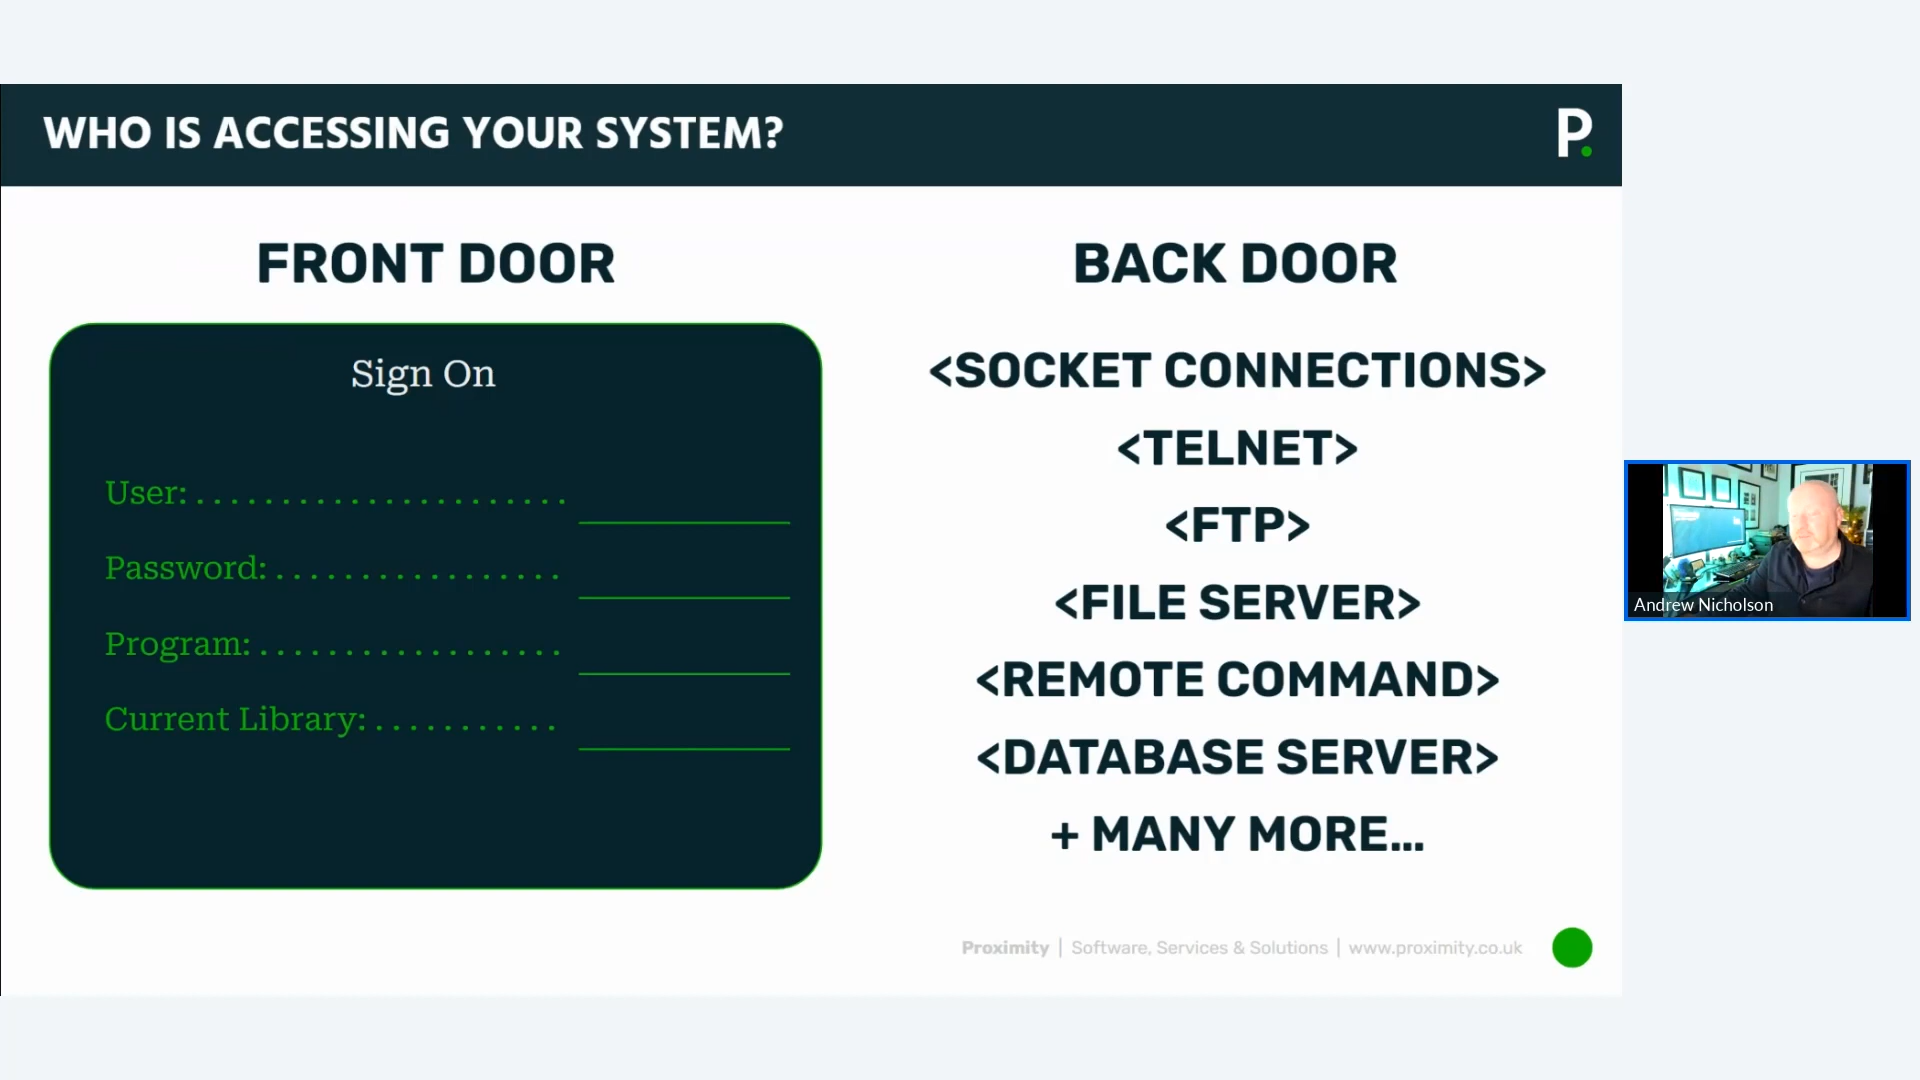 WHO IS ACCESSING YOUR SYSTEM?
P.
FRONT DOOR
Sign On
User: . . . . . . . . . . . . . . . . . . . . . .
Password: . . . . . . . . . . . . . . . . .
Program: . . . . . . . . . . . . . . . . . .
Current Library: . . . . . . . . . . .
BACK DOOR
<SOCKET CONNECTIONS>
<TELNET>
<FTP>
<FILE SERVER>
<REMOTE COMMAND>
<DATABASE SERVER>
+ MANY MORE...
Proximity | Software, Services & Solutions | www.proximity.co.uk
Andrew Nicholson